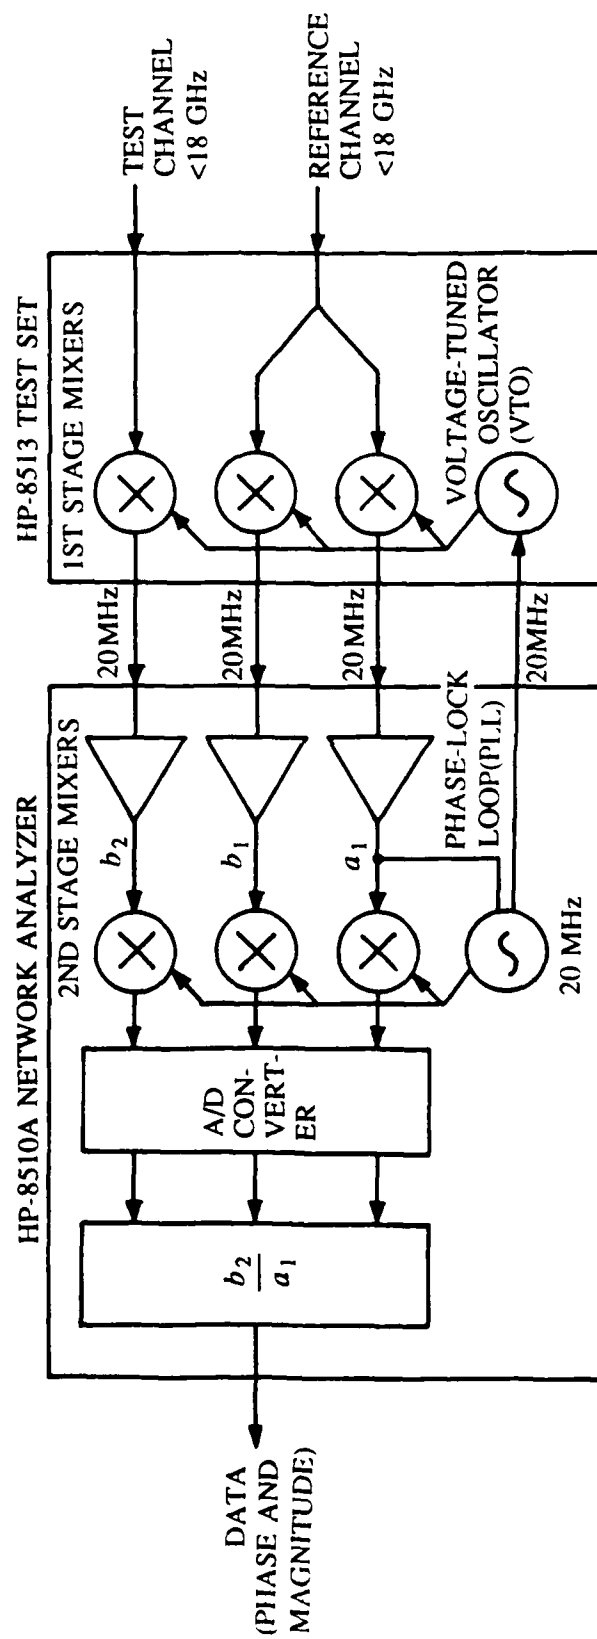 HP-8510A NETWORK ANALYZER
2ND STAGE MIXERS
HP-8513 TEST SET
1ST STAGE MIXERS
DATA
(PHASE AND
MAGNITUDE)
b2
a1
A/D
CON-
VERT-
ER
b2
b1
a1
20 MHz
PHASE-LOCK
LOOP(PLL)
20MHz
20MHz
20MHz
20MHz
VOLTAGE-TUNED
OSCILLATOR
(VTO)
TEST
CHANNEL
<18 GHz
REFERENCE
CHANNEL
<18 GHz